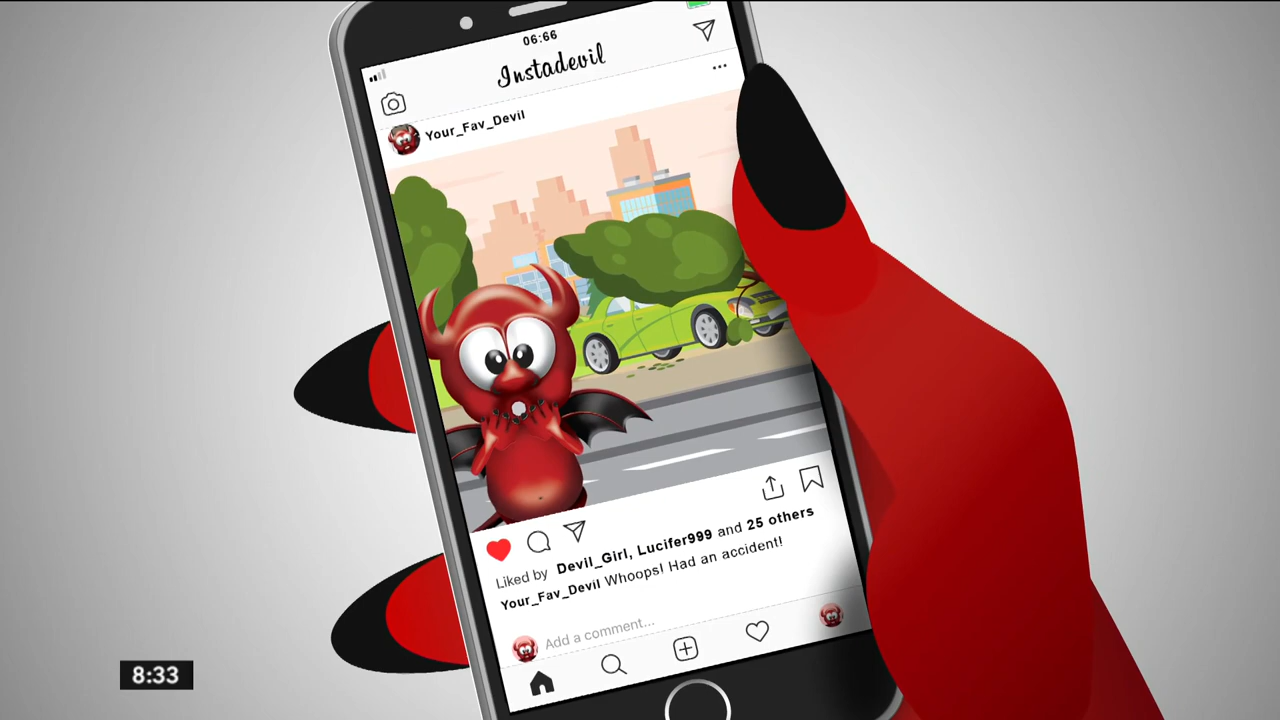 06:66
Instadevil
Your_Fav_Devil
Liked by Devil_Girl, Lucifer999 and 25 others
Your_Fav_Devil Whoops! Had an accident!
Add a comment...
8:33